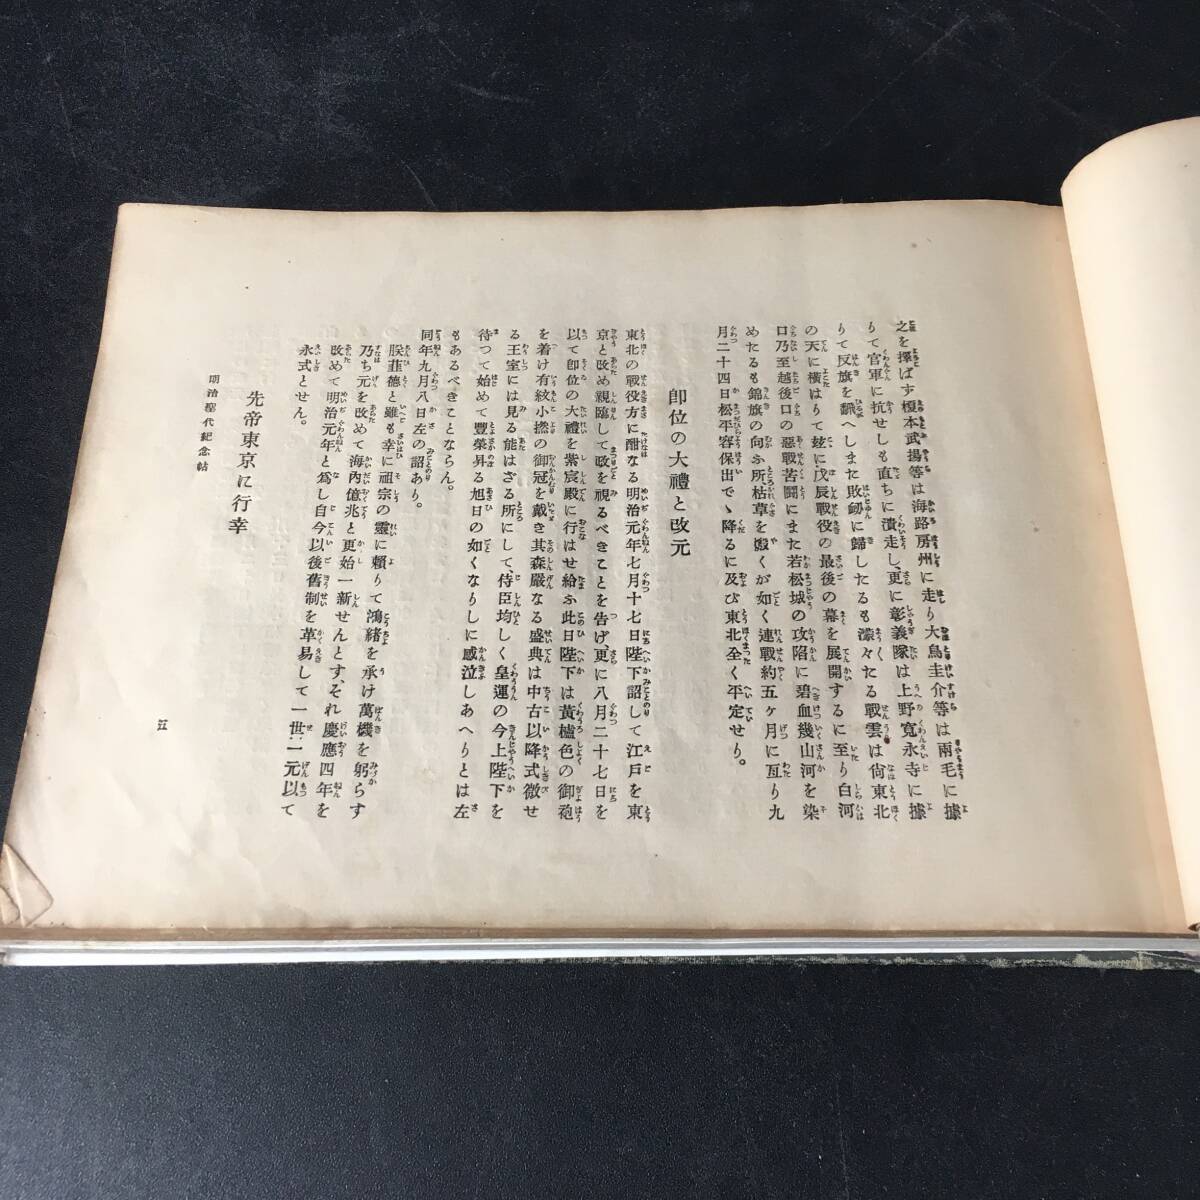 之を擇ばす榎本武揚等は海路房州に走り大鳥圭介等は兩毛に據
りて官軍に抗せしも直ちに潰走し、更に彰義隊は上野寬永寺に據
りて反旗を飜へしまた敗衂に歸したるも濛々たる戰雲は尙東北
の天に横はりて玆に戊辰戰役の最後の幕を展開するに至り白河
口乃至越後口の惡戰苦鬪にまた若松城の攻陷に碧血幾山河を染
めたるも錦旗の向ふ所枯草を搬くが如く連戰約五ヶ月に亙り九
月二十四日松平容保出でゝ降るに及び東北全く平定せり。
卽位の大禮と改元
東北の戰役方に酣なる明治元年七月十七日陛下詔して江戸を東
京と改め親臨して政を視るべきことを告げ、更に八月二十七日を
以て卽位の大禮を紫宸殿に行はせ給ふ此日陛下は黃櫨色の御袍
を着け有紋小撚の御冠を戴き其森嚴なる盛典は中古以降式微せ
る王室には見る能はざる所にして、侍臣均しく皇運の今上陛下を
待つて始めて豐榮昇る旭日の如くなりしに感泣しあへりとは左
もあるべきことならん。
同年九月八日左の詔あり。
朕菲德と雖も幸に祖宗の靈に賴りて鴻緒を承け萬機を躬らす
乃ち元を改めて海內億兆と更始一新せんとす、それ慶應四年を
改めて明治元年と爲し自今以後舊制を革易して一世一元以て
永式とせん。
先帝東京に行幸
明治聖代紀念帖
五